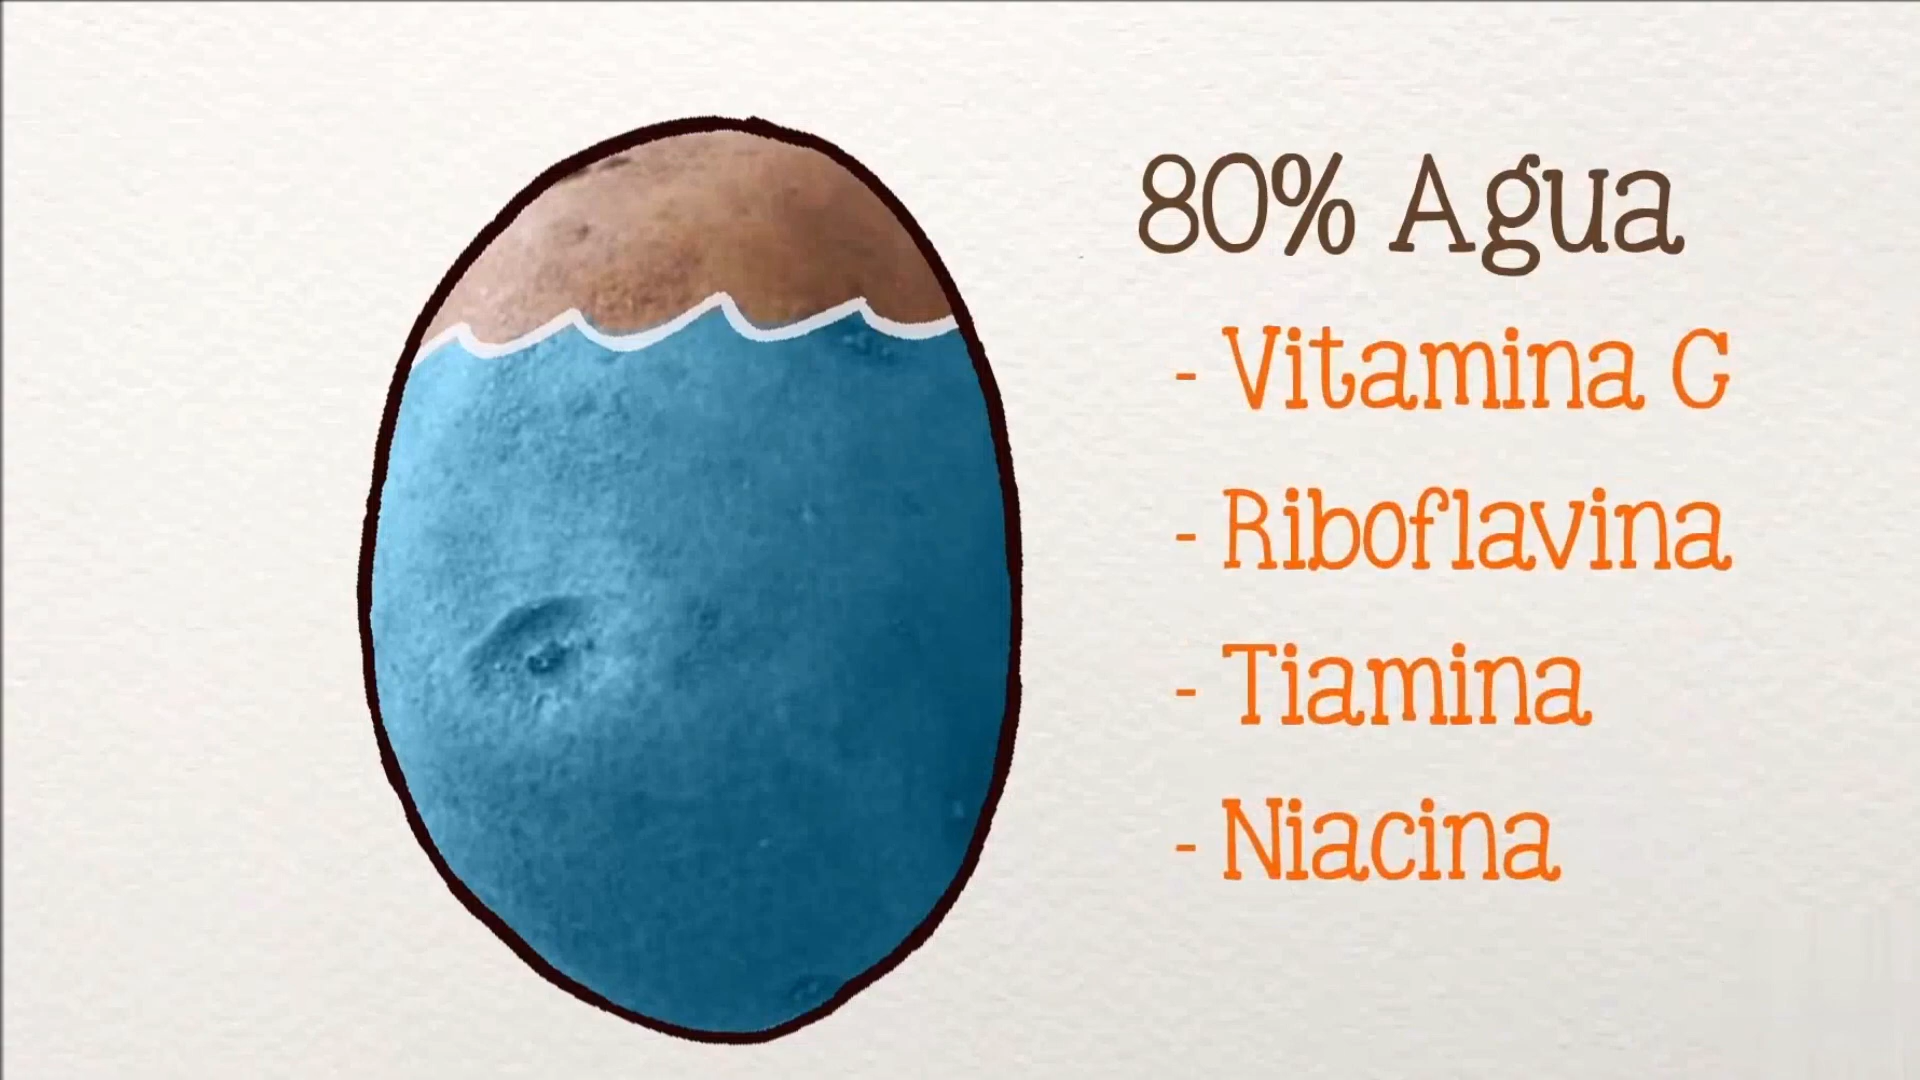 80% Agua
- Vitamina C
- Riboflavina
- Tiamina
- Niacina